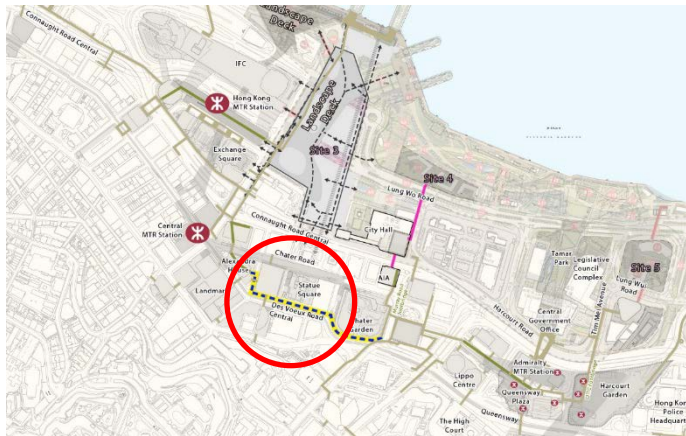 Landscape
Deck
Connaught Road Central
IFC
Hong Kong
MTR Station
Landscape
Deck
Exchange
Square
Site 3
Site 4
Lung Wo Road
Connaught Road Central
City Hall
Central
MTR Station
Chater Road
Alexandra
House
AIA
Landmark
Statue
Square
Des Voeux Road
Central
Chater
Garden
Tamar
Park
Legislative
Council
Complex
Site 5
Lung Wui
Road
Tim Mei Avenue
Harcourt Road
Central
Government
Office
Admiralty
MTR Station
Lippo
Centre
Queensway
Plaza
Harcourt
Garden
Hong Kong
Police
Headquart
The High
Court
Queensway